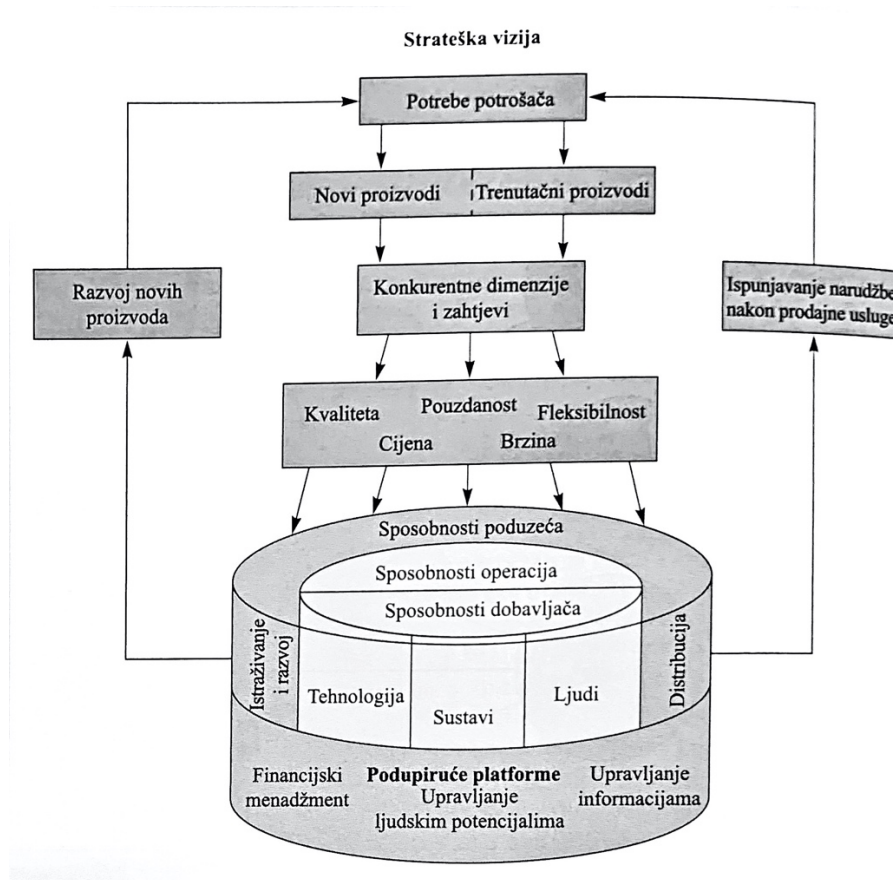 Strateška vizija
Potrebe potrošača
Novi proizvodi
Trenutačni proizvodi
Razvoj novih
proizvoda
Konkurentne dimenzije
i zahtjevi
Ispunjavanje narudžbe
nakon prodajne usluge
Kvaliteta
Pouzdanost
Fleksibilnost
Cijena
Brzina
Sposobnosti poduzeća
Sposobnosti operacija
Sposobnosti dobavljača
Istraživanje
i razvoj
Tehnologija
Sustavi
Ljudi
Distribucija
Financijski
menadžment
Podupiruće platforme
Upravljanje
ljudskim potencijalima
Upravljanje
informacijama